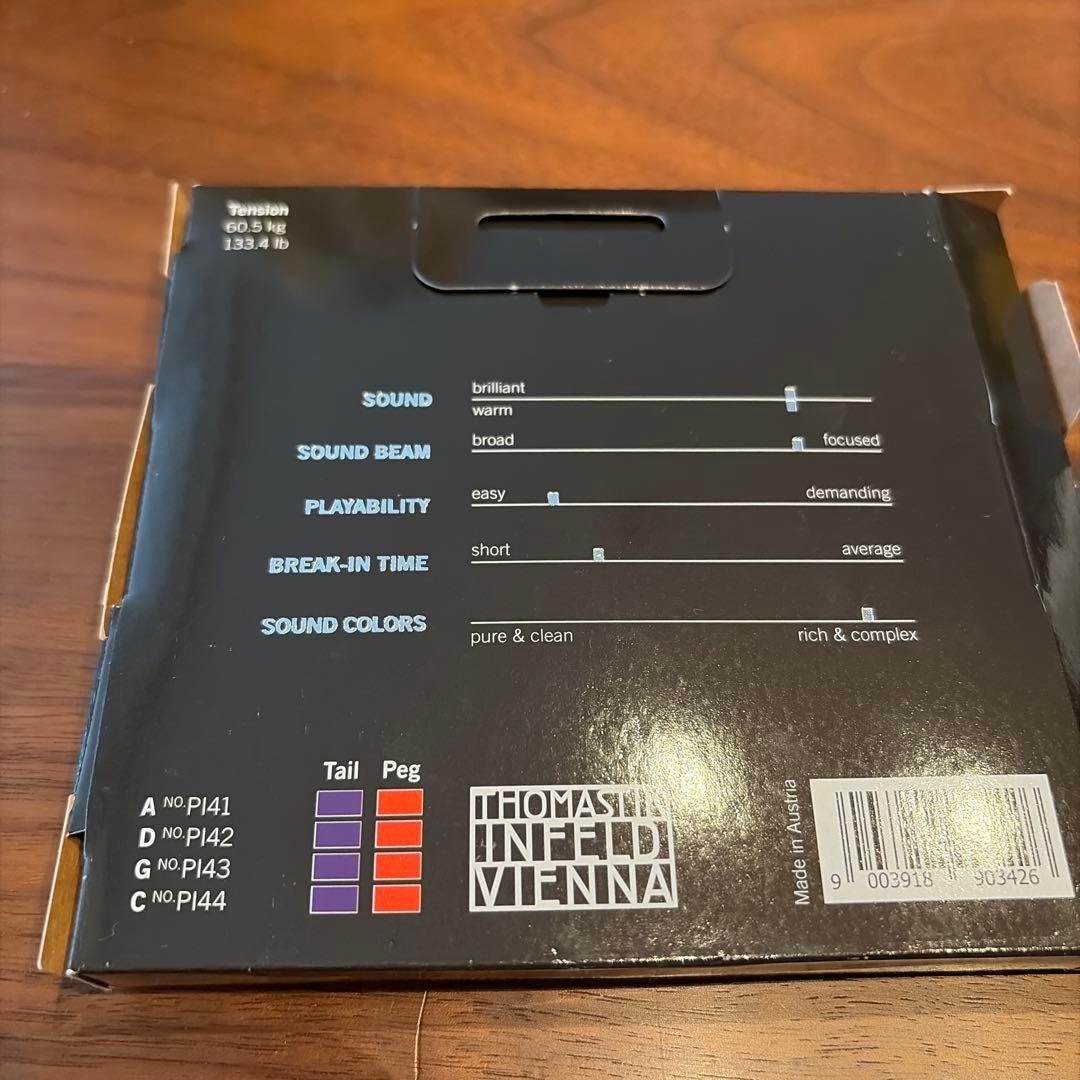 Tension
60.5 kg
133.4 lb
SOUND
brilliant
warm
SOUND BEAM
broad
focused
PLAYABILITY
easy
demanding
BREAK-IN TIME
short
average
SOUND COLORS
pure & clean
rich & complex
Tail Peg
A NO.PI41
D NO.PI42
G NO.PI43
C NO.PI44
THOMASTIK
INFELD
VIENNA
Made in Austria
9 003918 903426